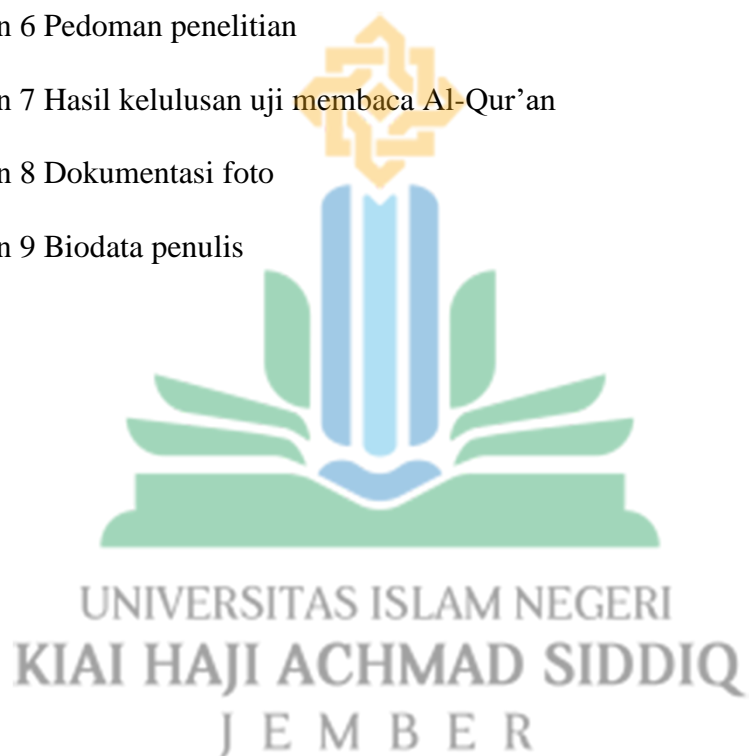 n 6 Pedoman penelitian
n 7 Hasil kelulusan uji membaca Al-Qur’an
n 8 Dokumentasi foto
n 9 Biodata penulis
UNIVERSITAS ISLAM NEGERI
KIAI HAJI ACHMAD SIDDIQ
J E M B E R